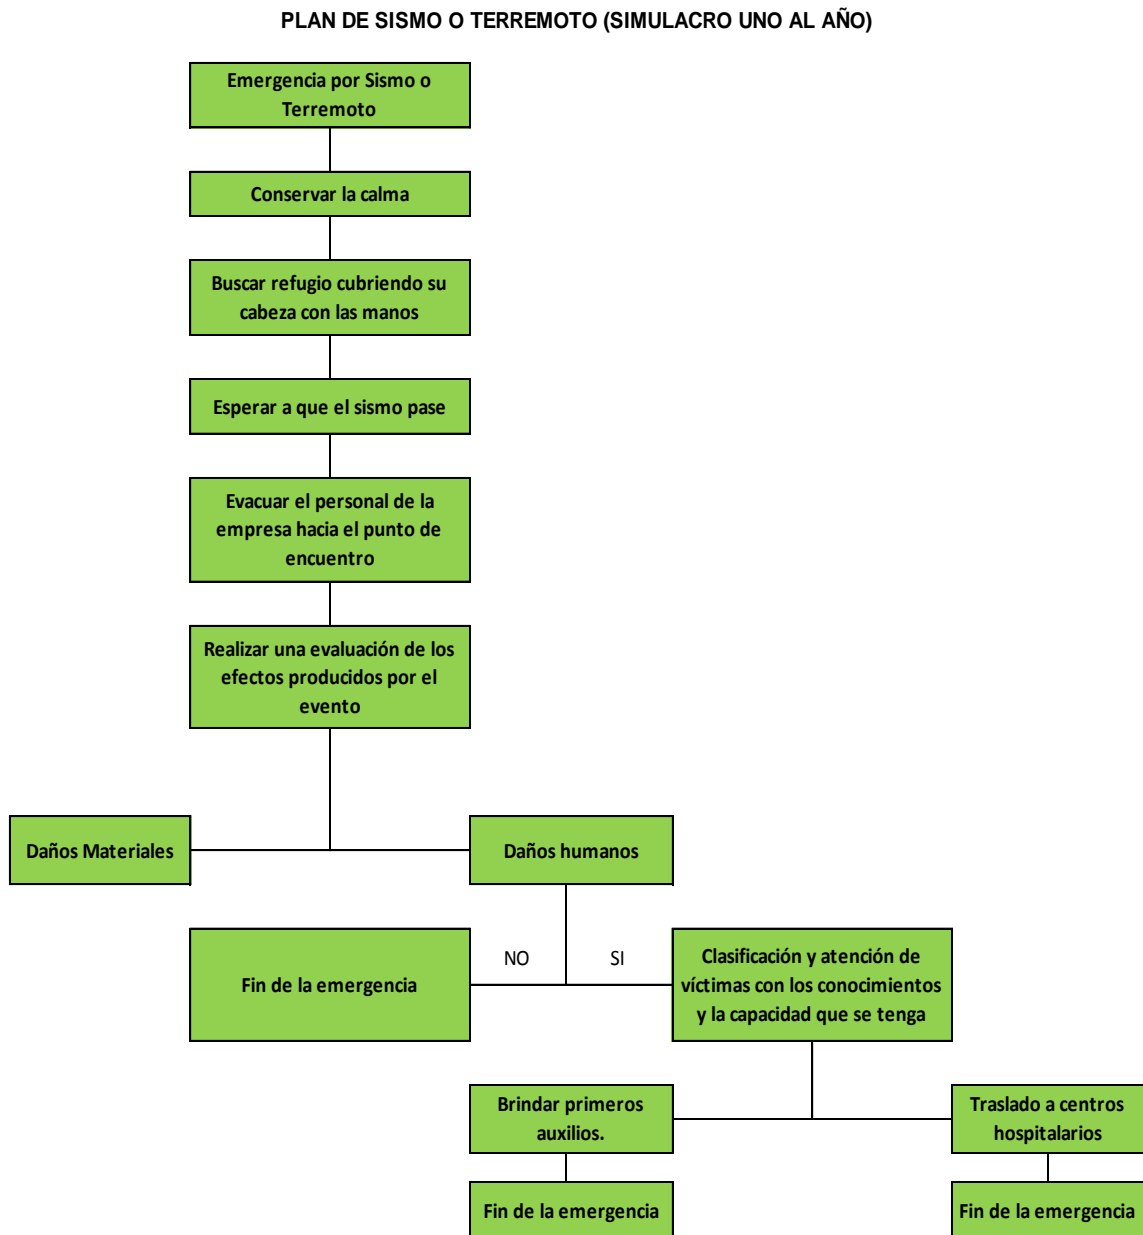 PLAN DE SISMO O TERREMOTO (SIMULACRO UNO AL AÑO)
Emergencia por Sismo o
Terremoto
Conservar la calma
Buscar refugio cubriendo su
cabeza con las manos
Esperar a que el sismo pase
Evacuar el personal de la
empresa hacia el punto de
encuentro
Realizar una evaluación de los
efectos producidos por el
evento
Daños Materiales
Daños humanos
Fin de la emergencia
NO
SI
Clasificación y atención de
víctimas con los conocimientos
y la capacidad que se tenga
Brindar primeros
auxilios.
Traslado a centros
hospitalarios
Fin de la emergencia
Fin de la emergencia